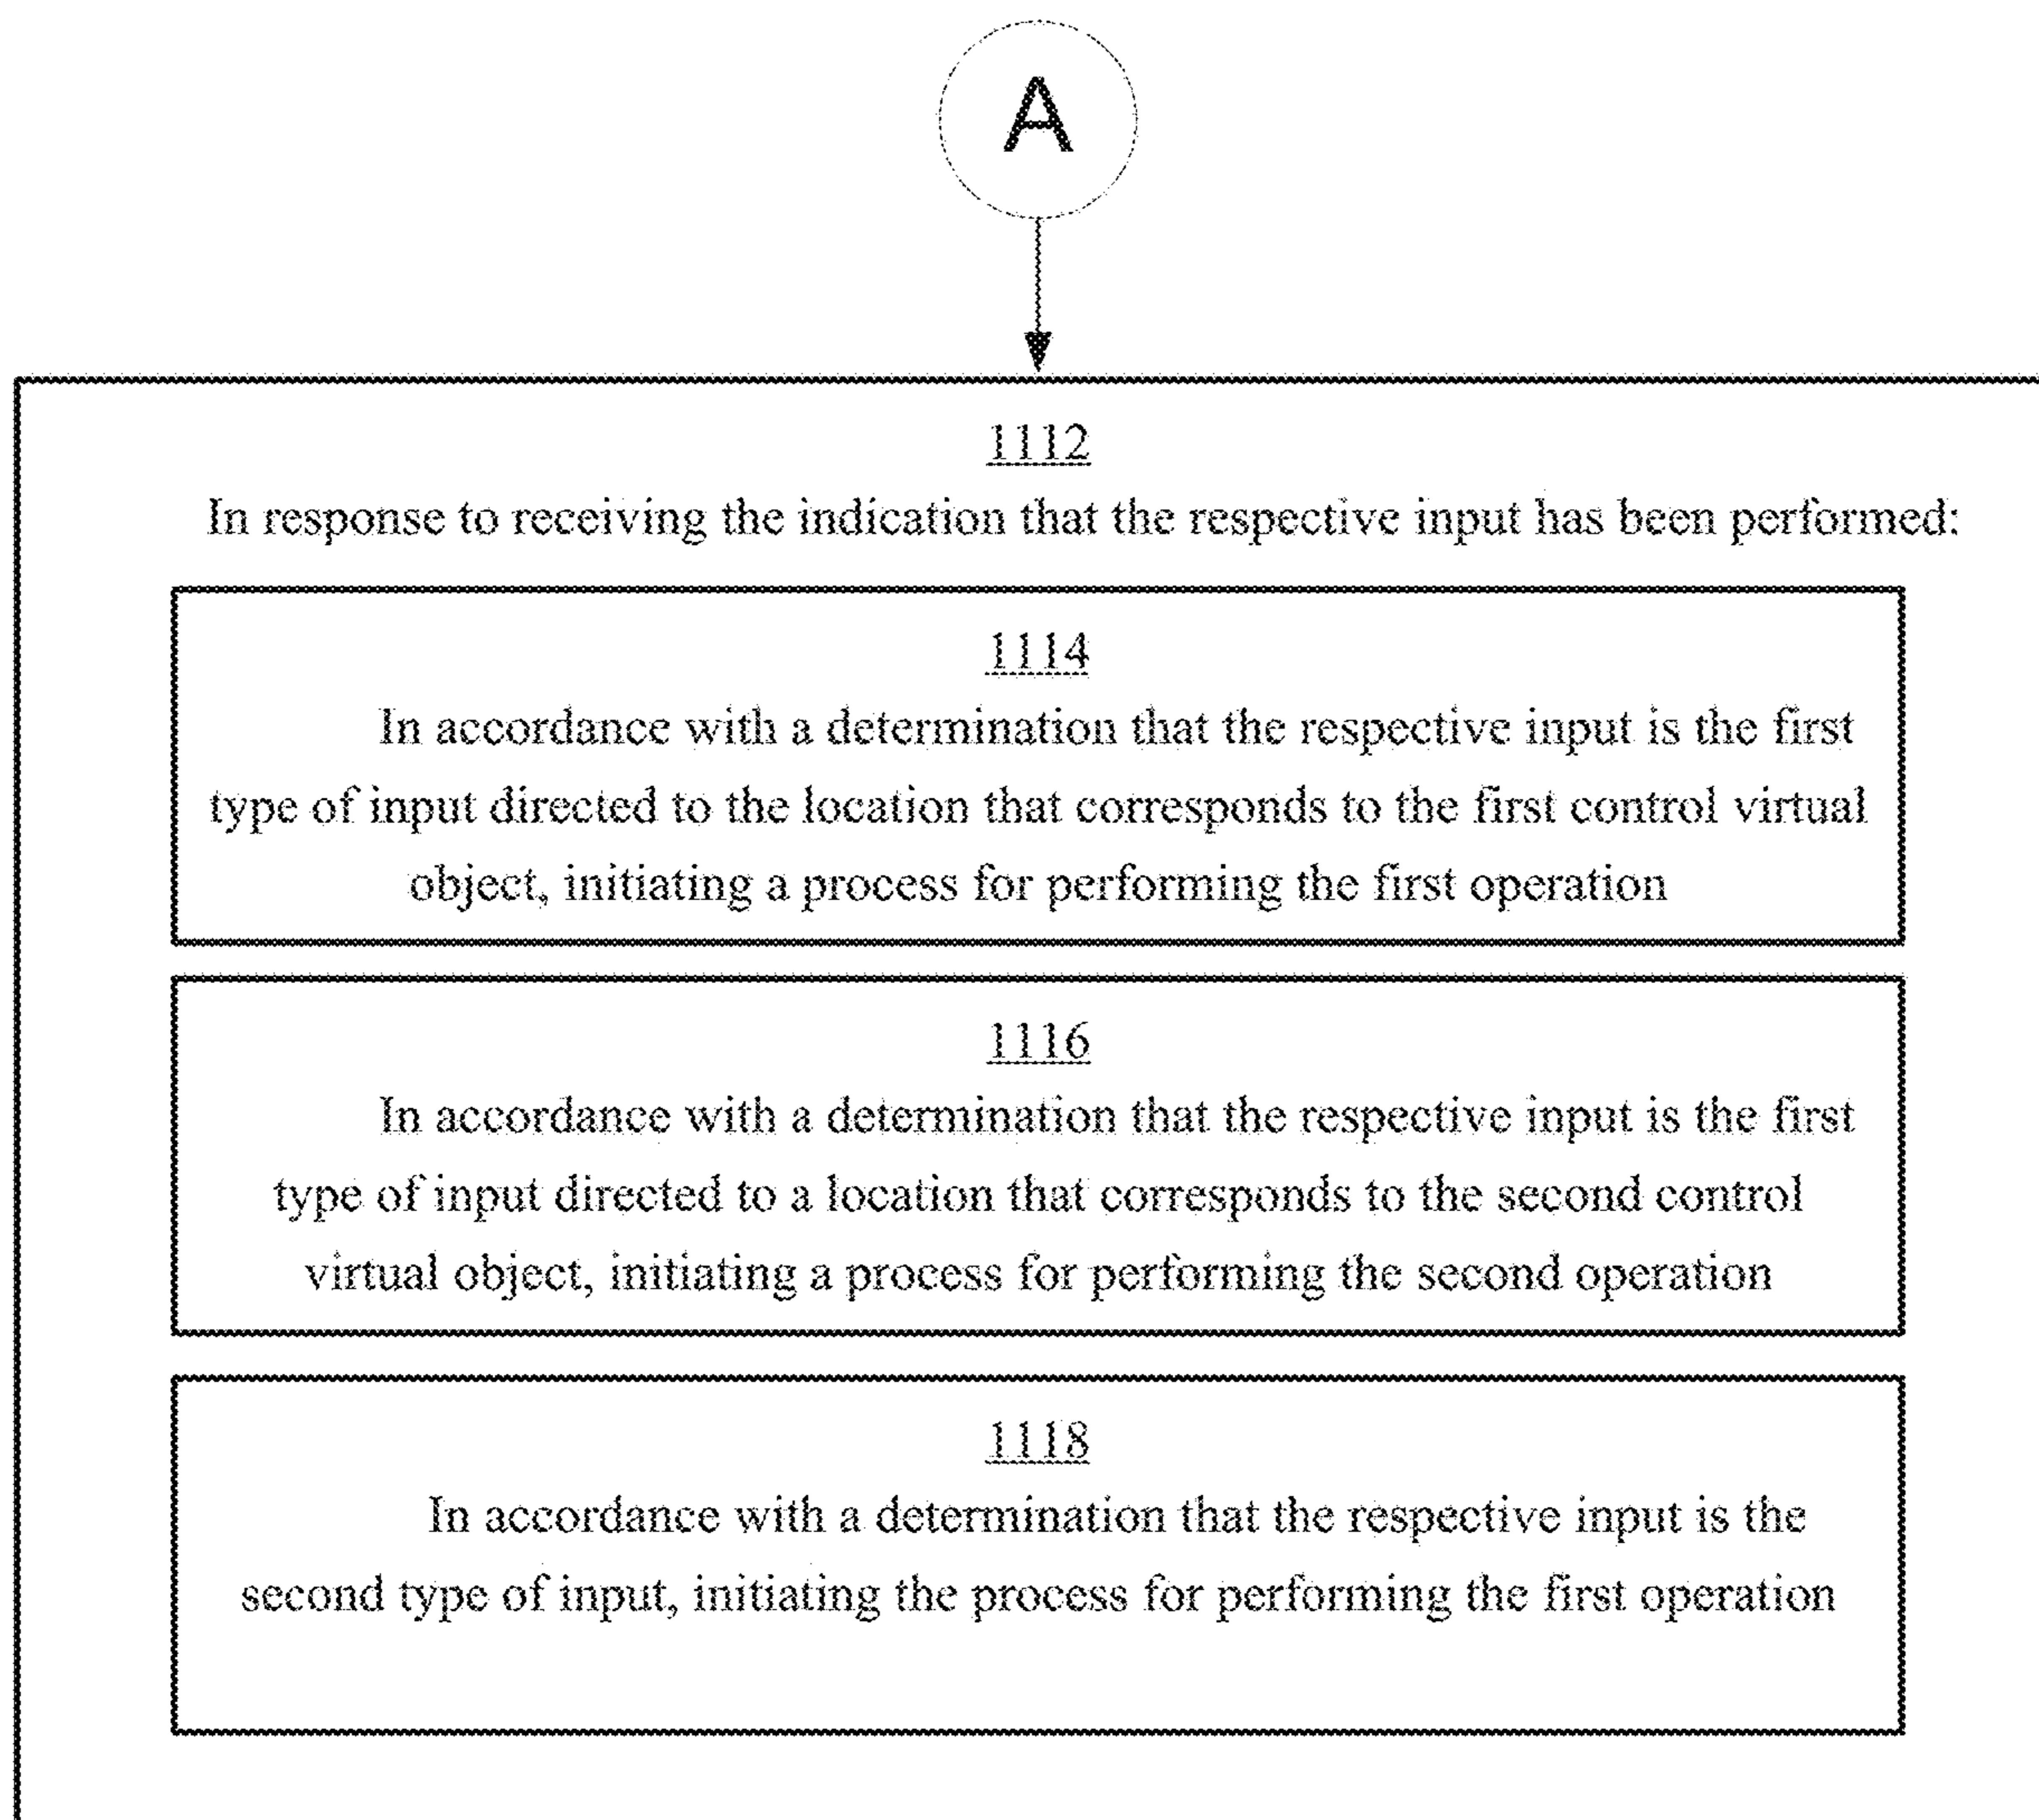 A
1112
In response to receiving the indication that the respective input has been performed:
1114
In accordance with a determination that the respective input is the first
type of input directed to the location that corresponds to the first control virtual
object, initiating a process for performing the first operation
1116
In accordance with a determination that the respective input is the first
type of input directed to a location that corresponds to the second control
virtual object, initiating a process for performing the second operation
1118
In accordance with a determination that the respective input is the
second type of input, initiating the process for performing the first operation